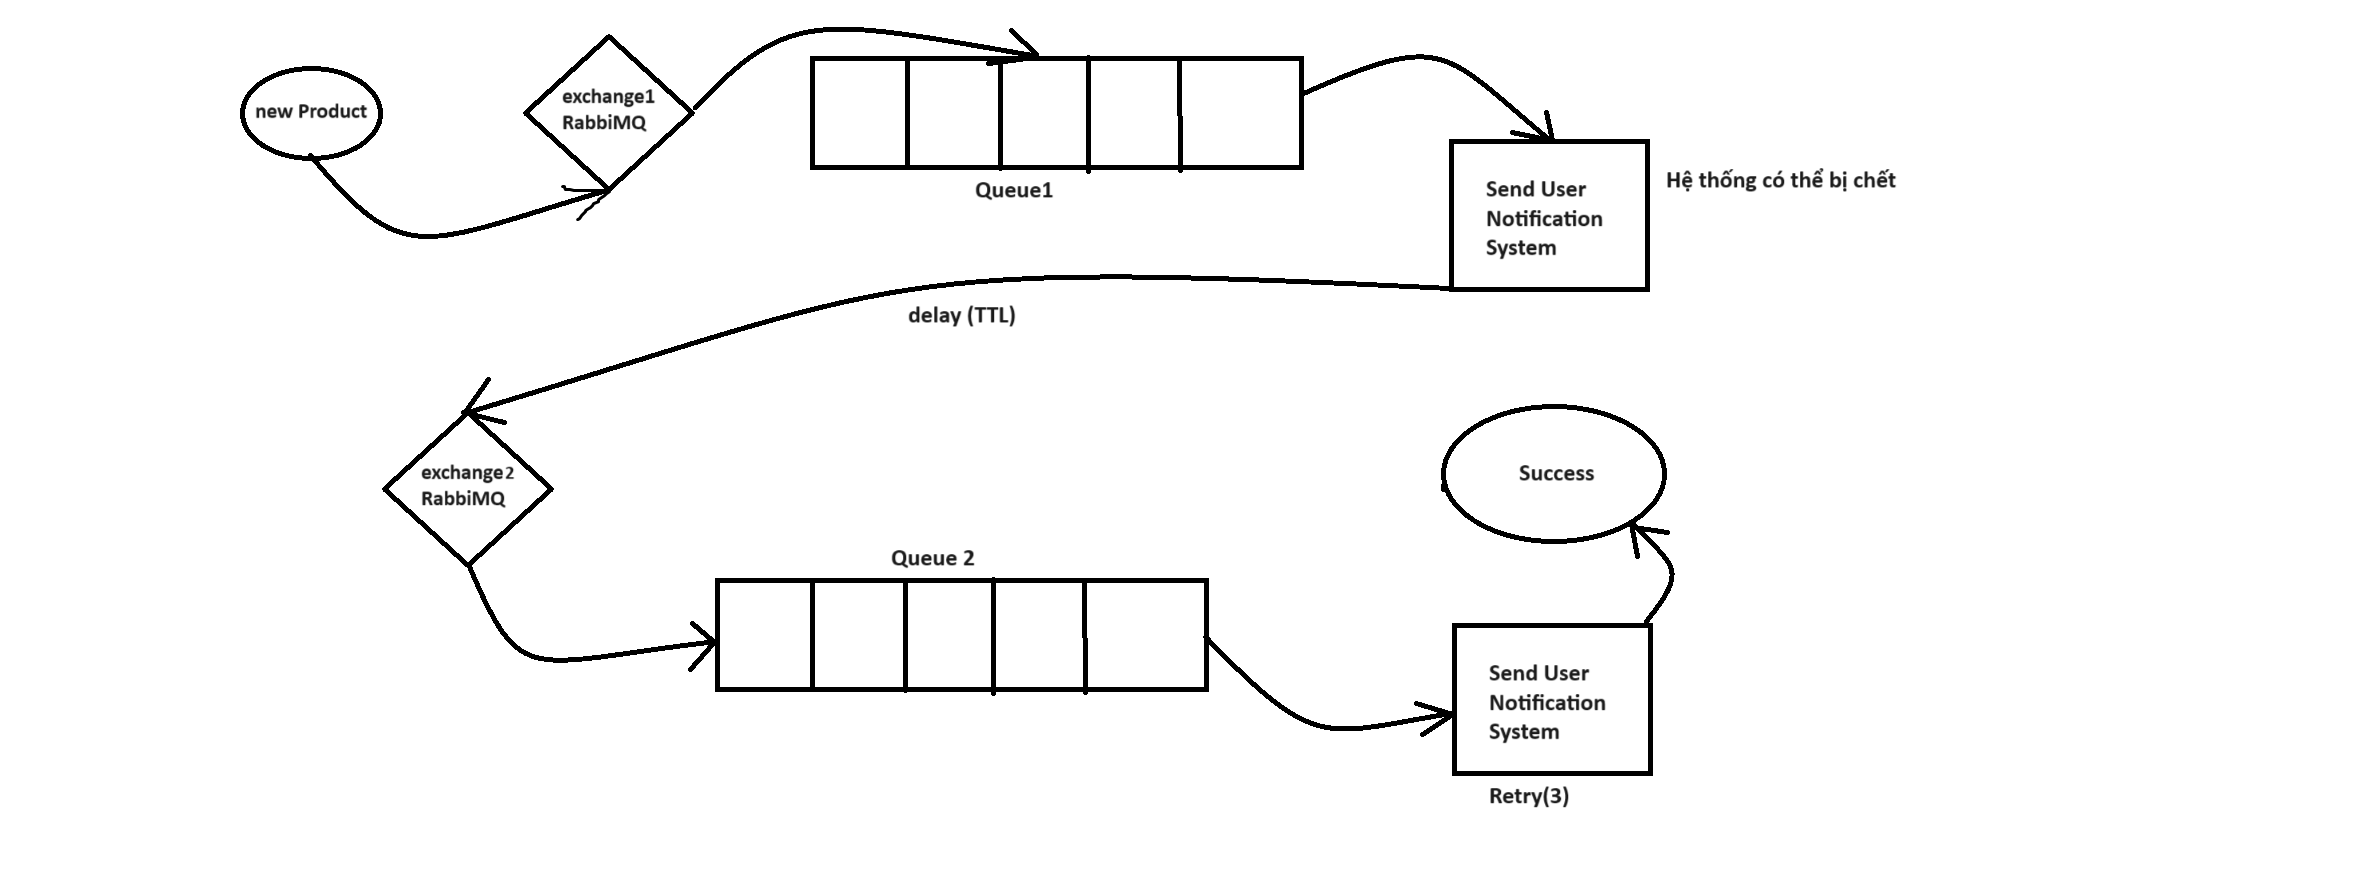 new Product
exchange1
RabbiMQ
Queue1
Send User
Notification
System
Hệ thống có thể bị chết
delay (TTL)
exchange2
RabbiMQ
Queue 2
Success
Send User
Notification
System
Retry(3)